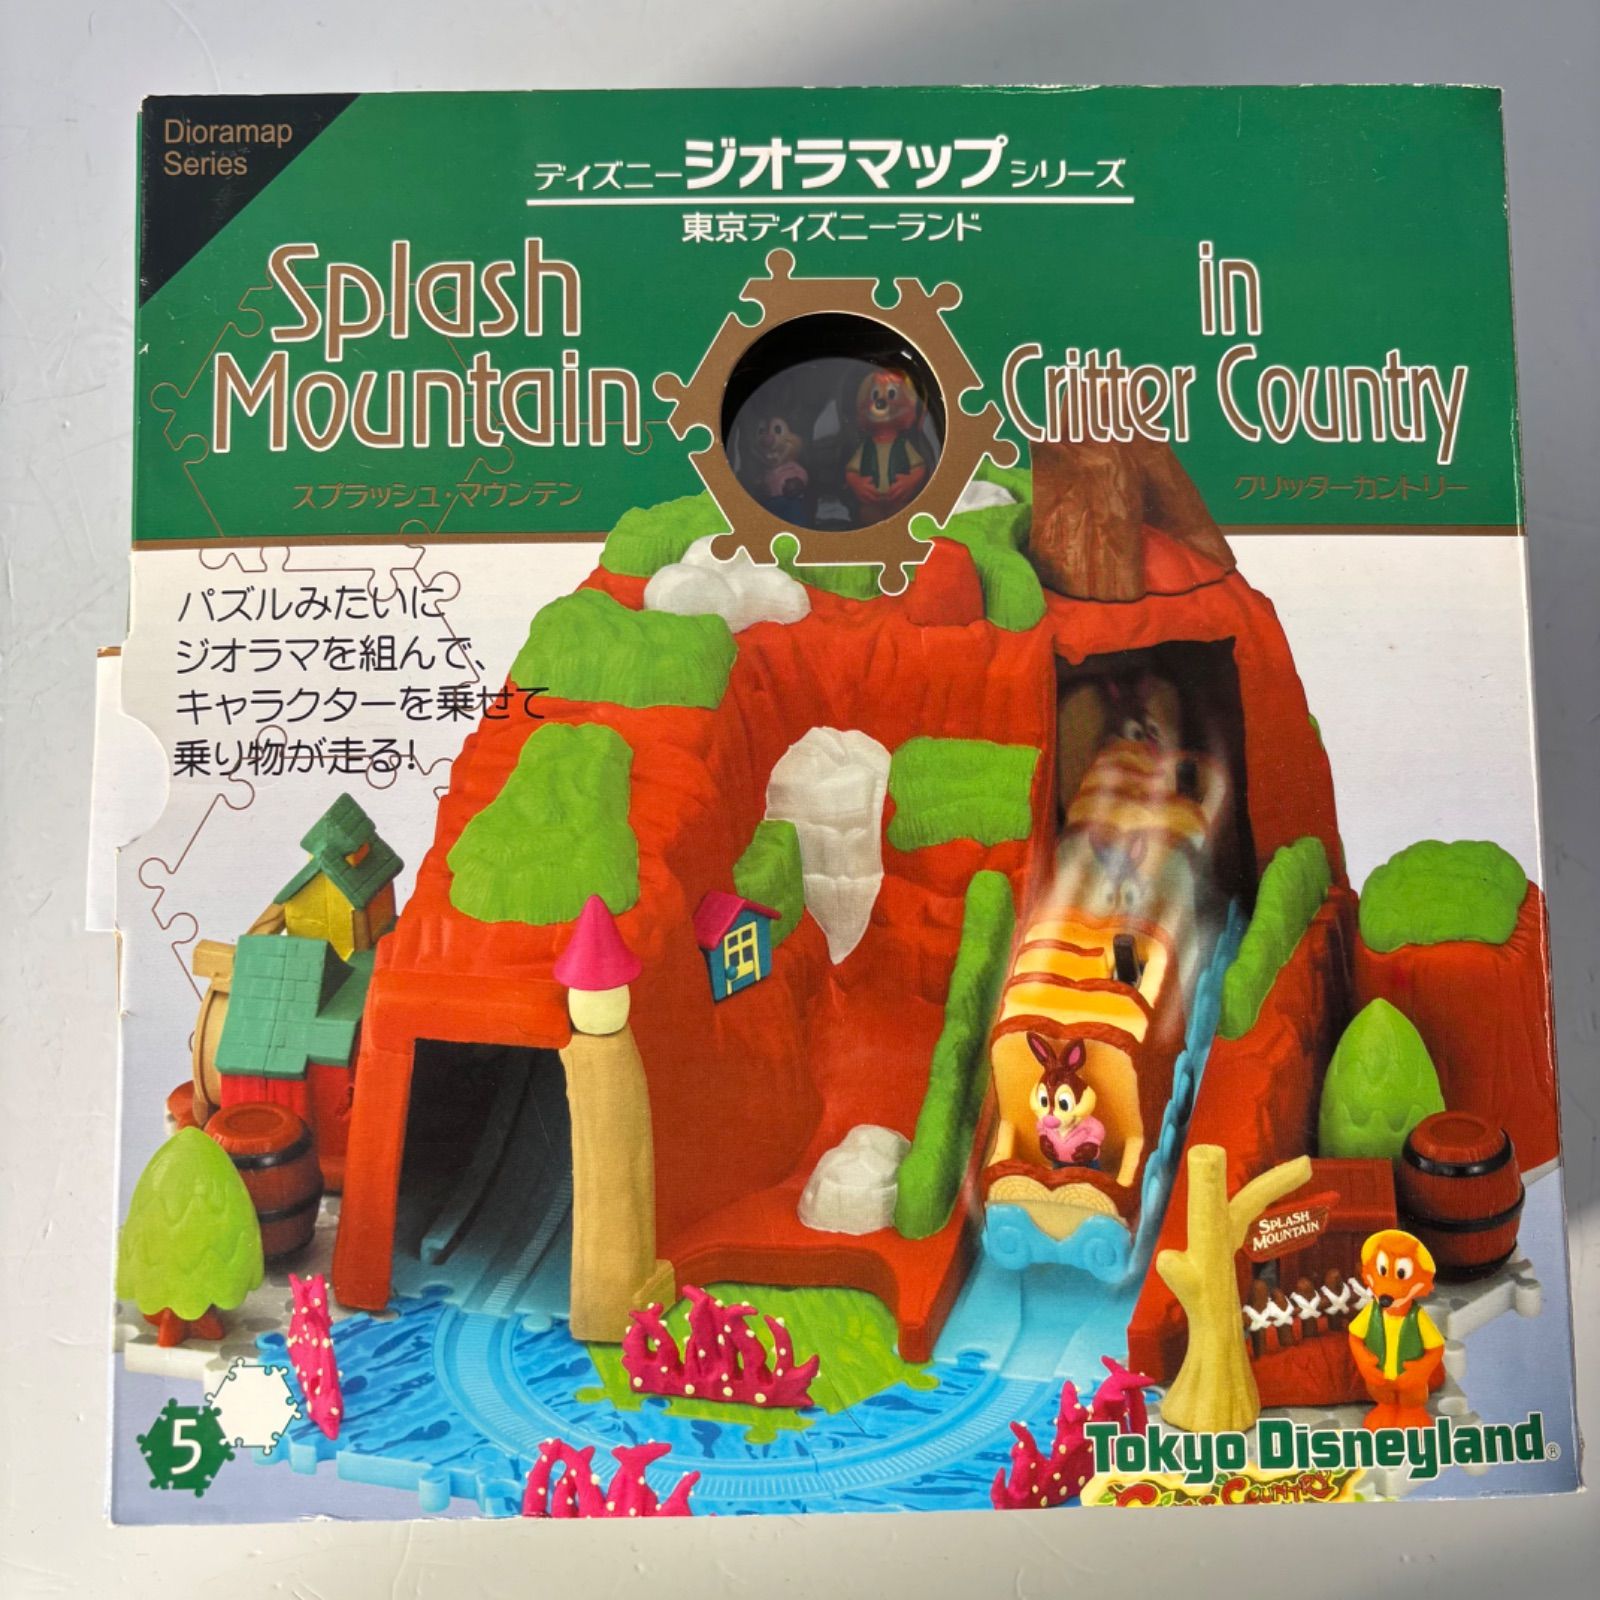 Dioramap
Series
ディズニージオラマップシリーズ
東京ディズニーランド
Splash
Mountain
スプラッシュ・マウンテン
in
Critter Country
クリッターカントリー
パズルみたいに
ジオラマを組んで、
キャラクターを乗せて
乗り物が走る!
SPLASH
MOUNTAIN
5
Tokyo Disneyland®
COUNTRY